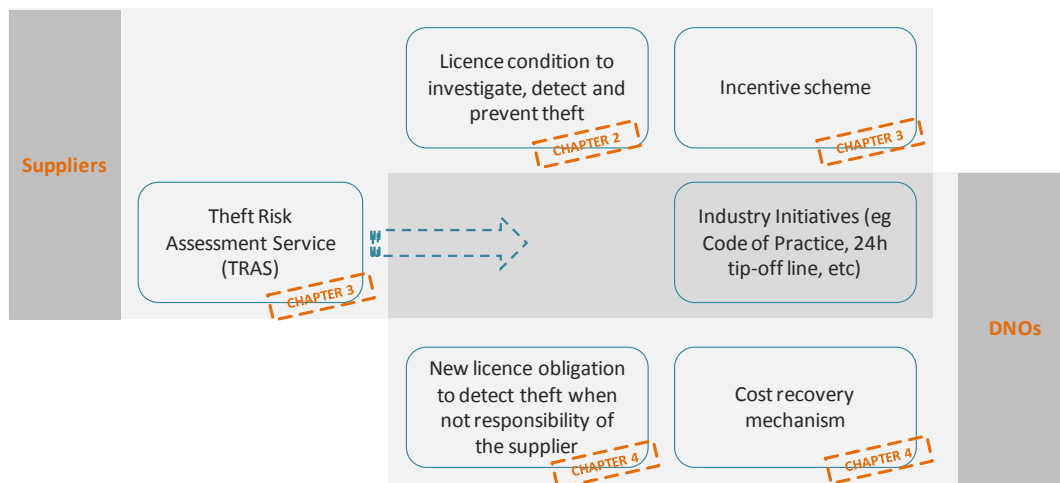 Suppliers
Licence condition to
investigate, detect and
prevent theft
CHAPTER 2
Incentive scheme
CHAPTER 3
Theft Risk
Assessment Service
(TRAS)
CHAPTER 3
Industry Initiatives (eg
Code of Practice, 24h
tip-off line, etc)
DNOs
New licence obligation
to detect theft when
not responsibility of
the supplier
CHAPTER 4
Cost recovery
mechanism
CHAPTER 4